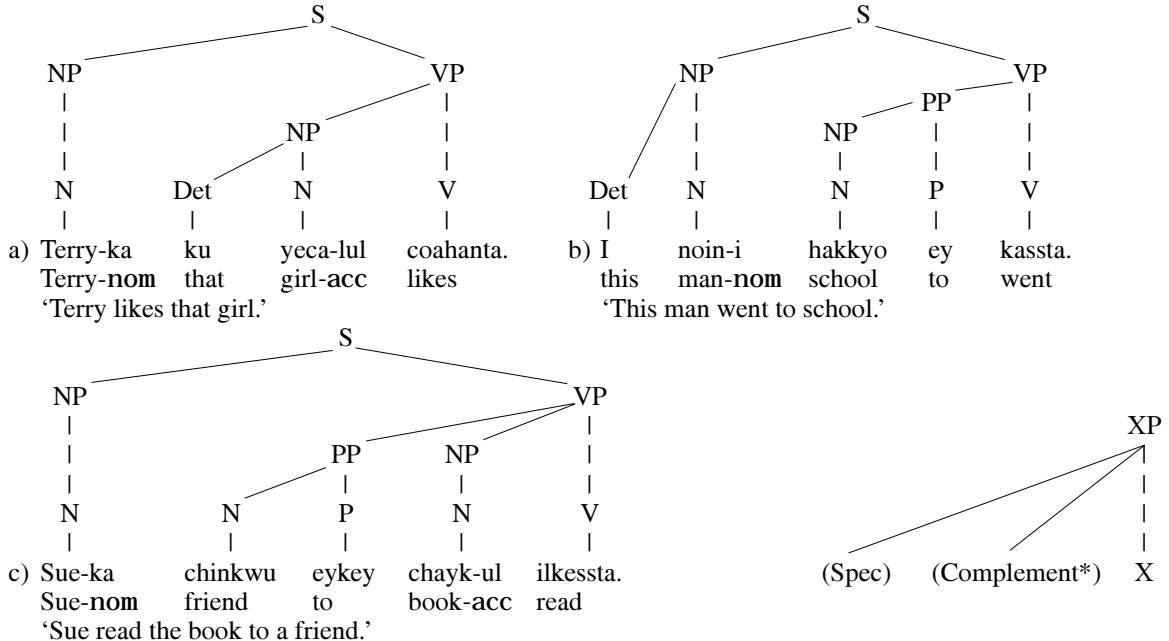 S
NP VP
NP
N Det N V
a) Terry-ka ku yeca-lul coahanta.
Terry-nom that girl-acc likes
‘Terry likes that girl.’
S
NP VP
PP
NP
Det N N P V
b) I noin-i hakkyo ey kassta.
this man-nom school to went
‘This man went to school.’
S
NP VP
PP NP
N N P N V
c) Sue-ka chinkwu eykey chayk-ul ilkessta.
Sue-nom friend to book-acc read
‘Sue read the book to a friend.’
XP
(Spec) (Complement*) X